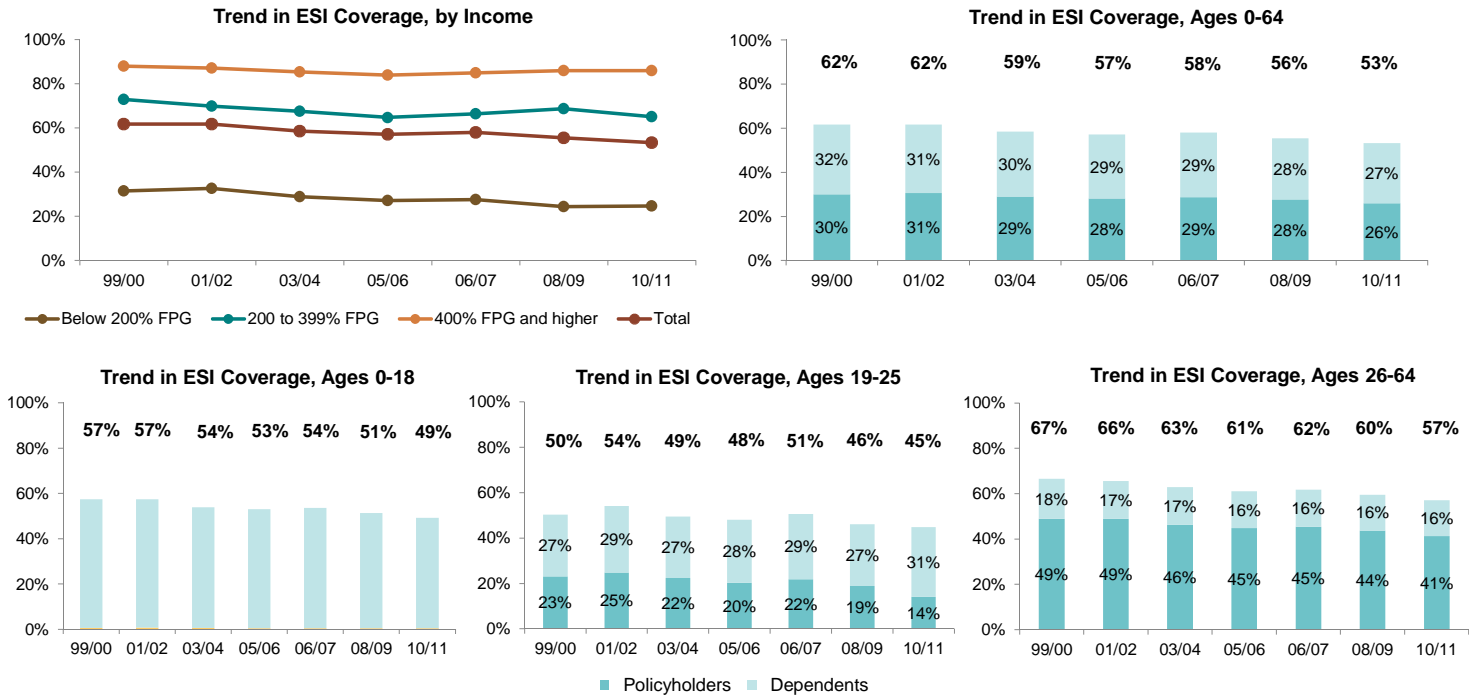 Trend in ESI Coverage, by Income
100%
80%
60%
40%
20%
0%
99/00 01/02 03/04 05/06 06/07 08/09 10/11
Below 200% FPG 200 to 399% FPG 400% FPG and higher Total
Trend in ESI Coverage, Ages 0-64
100%
62% 62% 59% 57% 58% 56% 53%
80%
60%
32% 31% 30% 29% 29% 28% 27%
40%
20%
30% 31% 29% 28% 29% 28% 26%
0%
99/00 01/02 03/04 05/06 06/07 08/09 10/11
Trend in ESI Coverage, Ages 0-18
100%
57% 57% 54% 53% 54% 51% 49%
80%
60%
40%
20%
0%
99/00 01/02 03/04 05/06 06/07 08/09 10/11
Trend in ESI Coverage, Ages 19-25
100%
50% 54% 49% 48% 51% 46% 45%
80%
60%
40%
27% 29% 27% 28% 29% 27% 31%
20%
23% 25% 22% 20% 22% 19% 14%
0%
99/00 01/02 03/04 05/06 06/07 08/09 10/11
Trend in ESI Coverage, Ages 26-64
100%
67% 66% 63% 61% 62% 60% 57%
80%
60%
18% 17% 17% 16% 16% 16% 16%
40%
20%
49% 49% 46% 45% 45% 44% 41%
0%
99/00 01/02 03/04 05/06 06/07 08/09 10/11
Policyholders Dependents